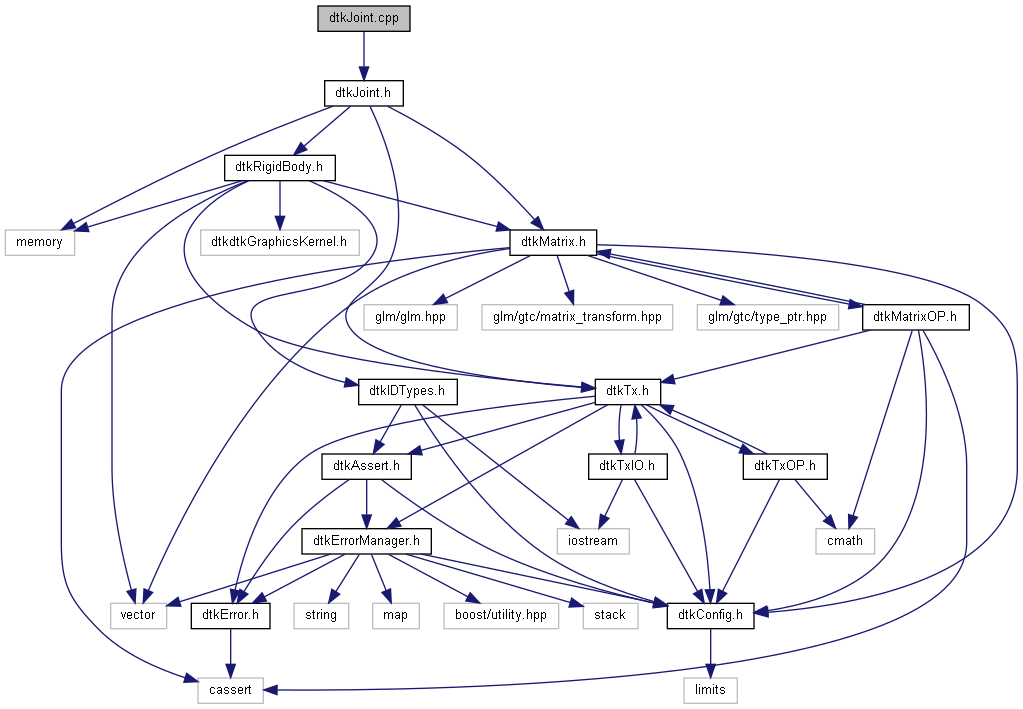 dtkJoint.cpp
dtkJoint.h
dtkRigidBody.h
memory
dtkdtkGraphicsKernel.h
dtkMatrix.h
glm/glm.hpp
glm/gtc/matrix_transform.hpp
glm/gtc/type_ptr.hpp
dtkMatrixOP.h
dtkIDTypes.h
dtkTx.h
dtkAssert.h
dtkTxIO.h
dtkTxOP.h
dtkErrorManager.h
iostream
cmath
vector
dtkError.h
string
map
boost/utility.hpp
stack
dtkConfig.h
cassert
limits